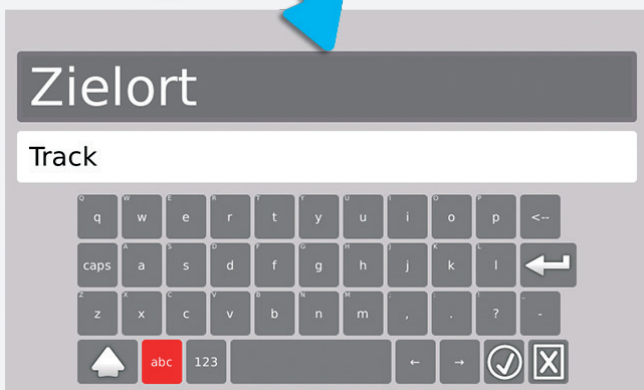 Zielort
Track
Q W E R T Y U I O P
q w e r t y u i o p <--
A S D F G H J K L
caps a s d f g h j k l
Z X C V B N M ; : ! _
z x c v b n m , . ? -
abc 123 ← →